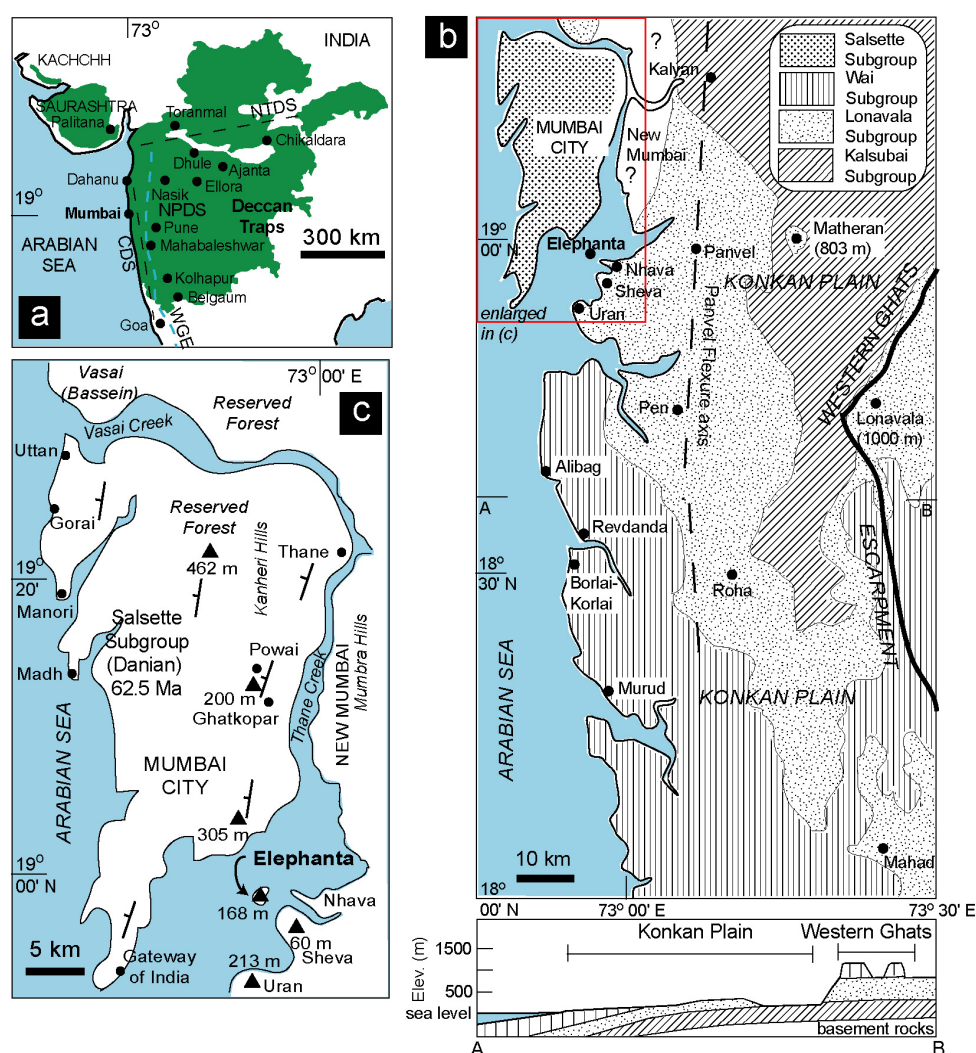 73°
INDIA
KACHCHH
SAURASHTRA
Palitana
Toranmal
NTDS
Chikaldara
Dhule
Ajanta
Dahanu
Nasik
Ellora
19°
Mumbai
NPDS
Deccan
Traps
Pune
ARABIAN
SEA
CDS
Mahabaleshwar
300 km
Kolhapur
Belgaum
Goa
WGE
a
b
?
Kalyan
Salsette
Subgroup
Wai
Subgroup
Lonavala
Subgroup
Kalsubai
Subgroup
MUMBAI
CITY
New
Mumbai
?
19°
00' N
Elephanta
Nhava
Sheva
Uran
enlarged
in (c)
Panvel
Matheran
(803 m)
KONKAN PLAIN
Panvel Flexure axis
WESTERN GHATS
Pen
Lonavala
(1000 m)
Alibag
A
B
Revdanda
18°
30' N
Borlai-
Korlai
Roha
ESCARPMENT
ARABIAN SEA
Murud
KONKAN PLAIN
10 km
Mahad
18°
00' N
73° 00' E
73° 30' E
Elev. (m)
1500
500
sea level
Konkan Plain
Western Ghats
basement rocks
A
B
c
Vasai
(Bassein)
73° 00' E
Reserved
Forest
Vasai Creek
Uttan
Gorai
Reserved
Forest
462 m
Kanheri Hills
Thane
19°
20'
Manori
Salsette
Subgroup
(Danian)
62.5 Ma
Madh
Powai
200 m
Ghatkopar
Thane Creek
NEW MUMBAI
Mumbra Hills
ARABIAN SEA
MUMBAI
CITY
305 m
19°
00' N
Elephanta
168 m
Nhava
60 m
Sheva
5 km
Gateway
of India
213 m
Uran